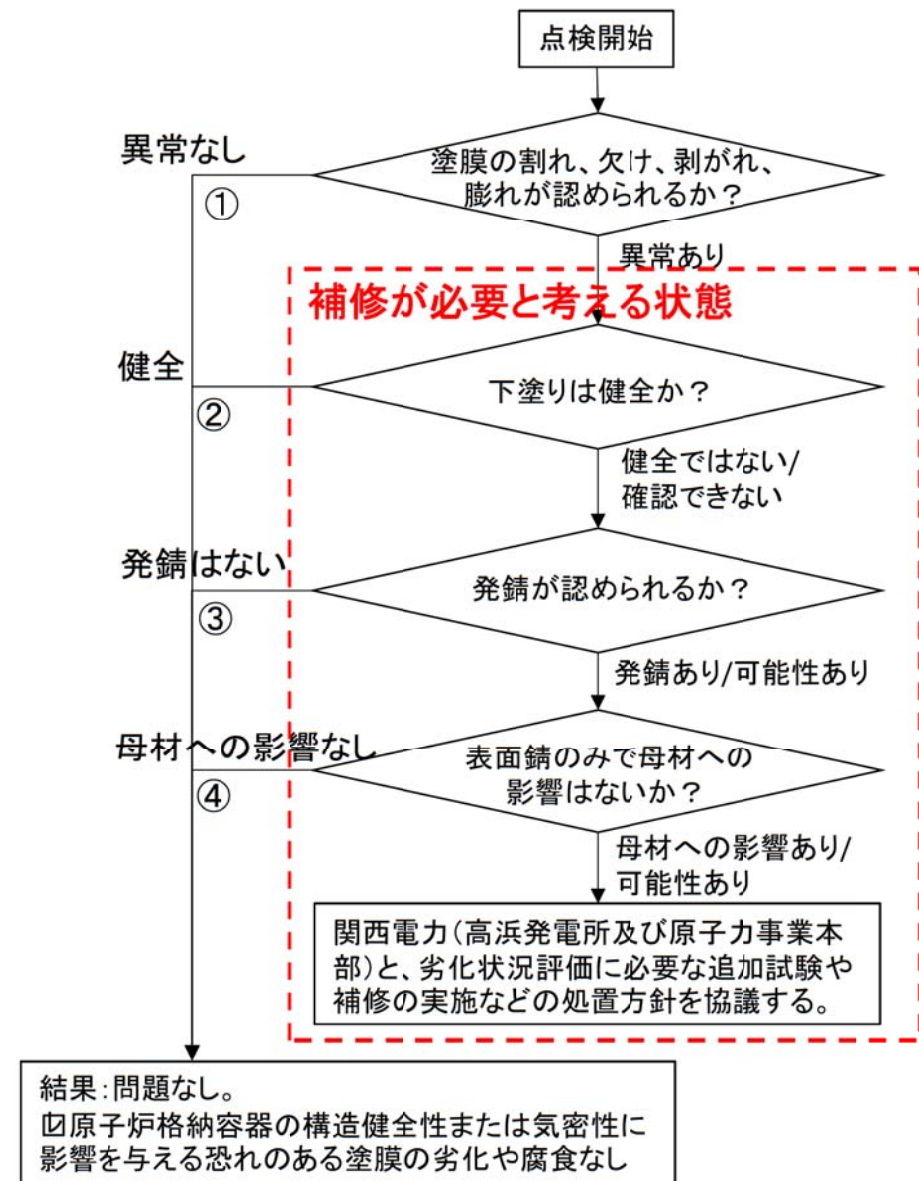 点検開始
塗膜の割れ、欠け、剥がれ、
膨れが認められるか？
異常なし
①
異常あり
補修が必要と考える状態
下塗りは健全か？
健全
②
健全ではない/
確認できない
発錆が認められるか？
発錆はない
③
発錆あり/可能性あり
表面錆のみで母材への
影響はないか？
母材への影響なし
④
母材への影響あり/
可能性あり
関西電力（高浜発電所及び原子力事業本
部）と、劣化状況評価に必要な追加試験や
補修の実施などの処置方針を協議する。
結果：問題なし。
☑原子炉格納容器の構造健全性または気密性に
影響を与える恐れのある塗膜の劣化や腐食なし